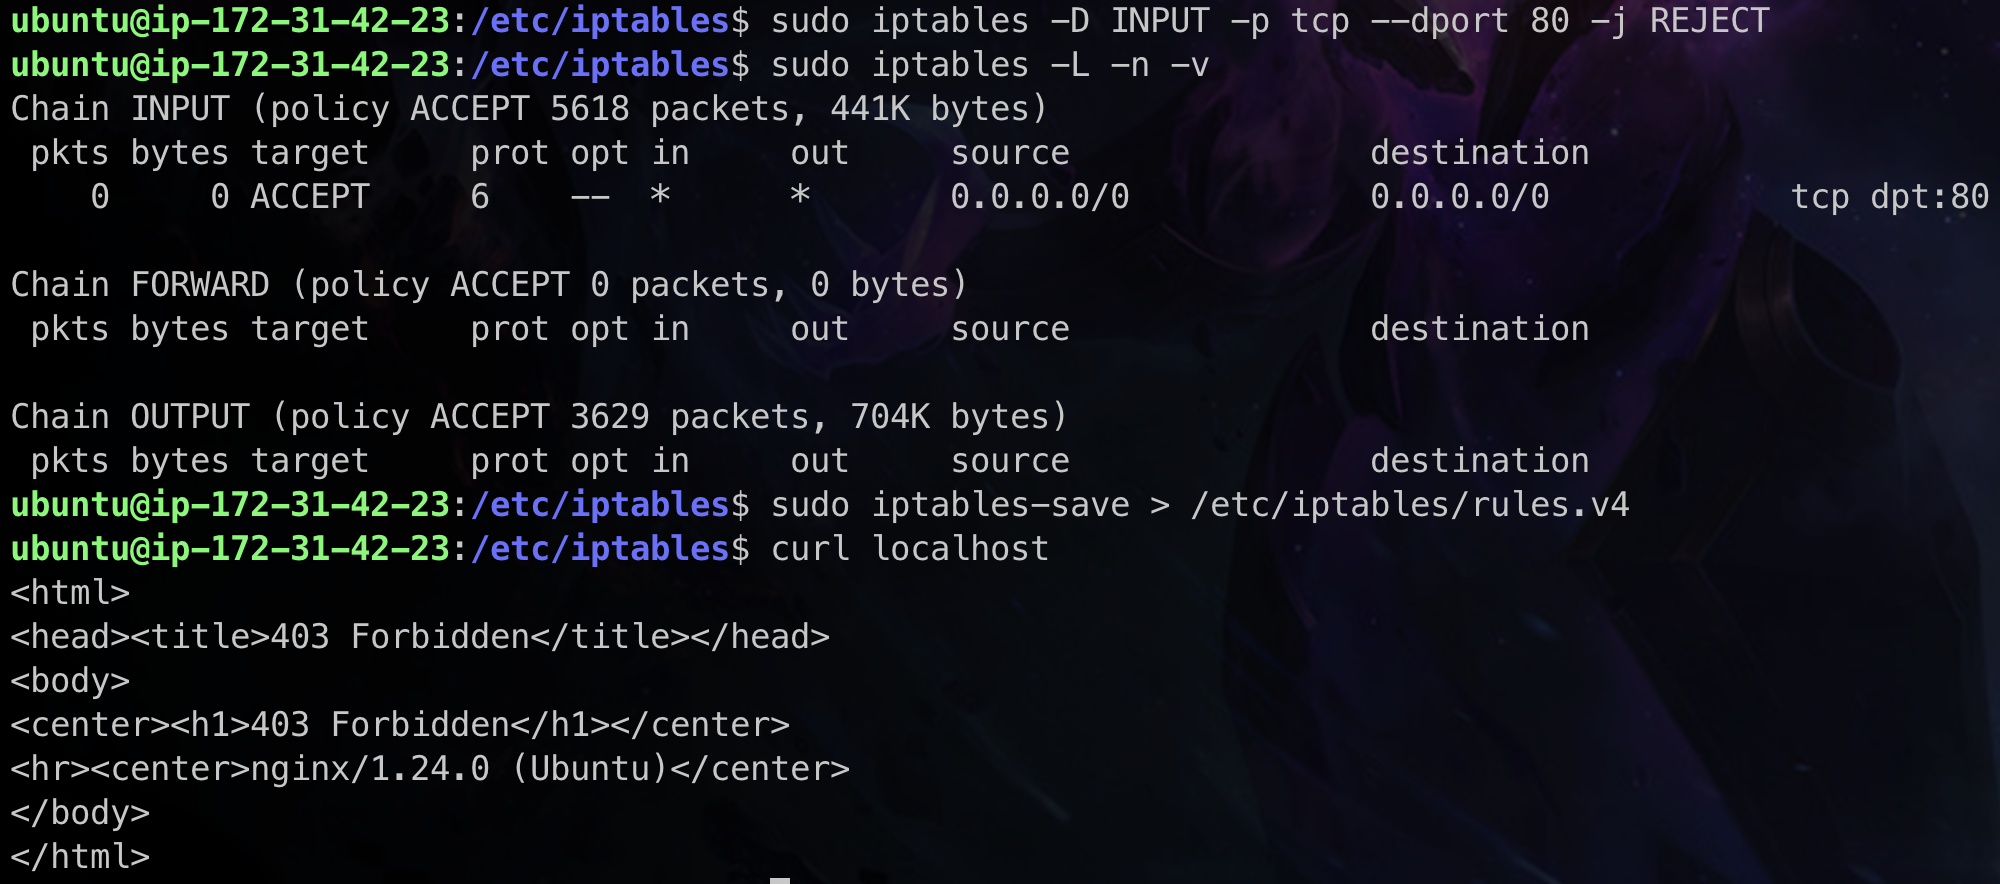 ubuntu@ip-172-31-42-23:/etc/iptables$ sudo iptables -D INPUT -p tcp --dport 80 -j REJECT
ubuntu@ip-172-31-42-23:/etc/iptables$ sudo iptables -L -n -v
Chain INPUT (policy ACCEPT 5618 packets, 441K bytes)
 pkts bytes target     prot opt in     out     source               destination
    0     0 ACCEPT     6    --  *      *       0.0.0.0/0            0.0.0.0/0            tcp dpt:80

Chain FORWARD (policy ACCEPT 0 packets, 0 bytes)
 pkts bytes target     prot opt in     out     source               destination

Chain OUTPUT (policy ACCEPT 3629 packets, 704K bytes)
 pkts bytes target     prot opt in     out     source               destination
ubuntu@ip-172-31-42-23:/etc/iptables$ sudo iptables-save > /etc/iptables/rules.v4
ubuntu@ip-172-31-42-23:/etc/iptables$ curl localhost
<html>
<head><title>403 Forbidden</title></head>
<body>
<center><h1>403 Forbidden</h1></center>
<hr><center>nginx/1.24.0 (Ubuntu)</center>
</body>
</html>